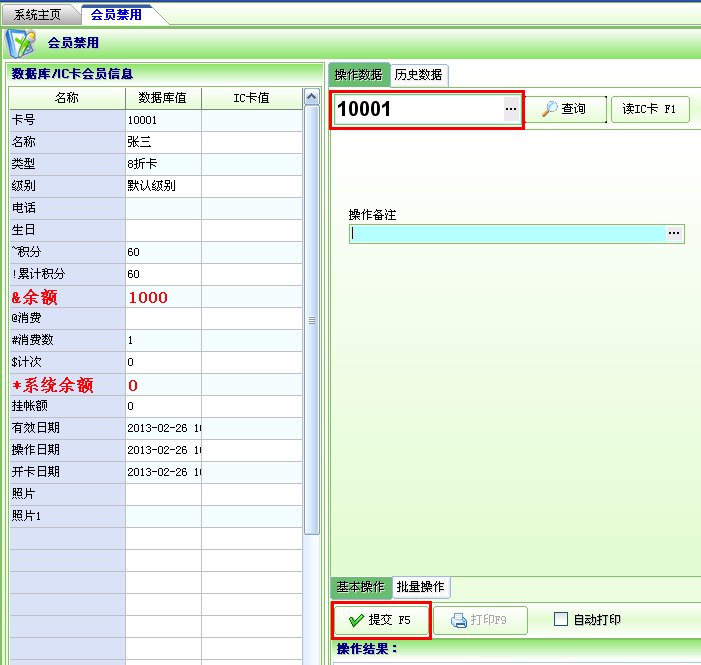 系统主页 会员禁用
会员禁用
数据库/IC卡会员信息
名称 数据库值 IC卡值
卡号 10001
名称 张三
类型 8折卡
级别 默认级别
电话
生日
~积分 60
!累计积分 60
&余额 1000
@消费
#消费数 1
$计次 0
*系统余额 0
挂帐额 0
有效日期 2013-02-26 10
操作日期 2013-02-26 10
开卡日期 2013-02-26 10
照片
照片1
操作数据 历史数据
10001 ... 查询 读IC卡 F1
操作备注
...
基本操作 批量操作
提交 F5 打印F9 自动打印
操作结果：